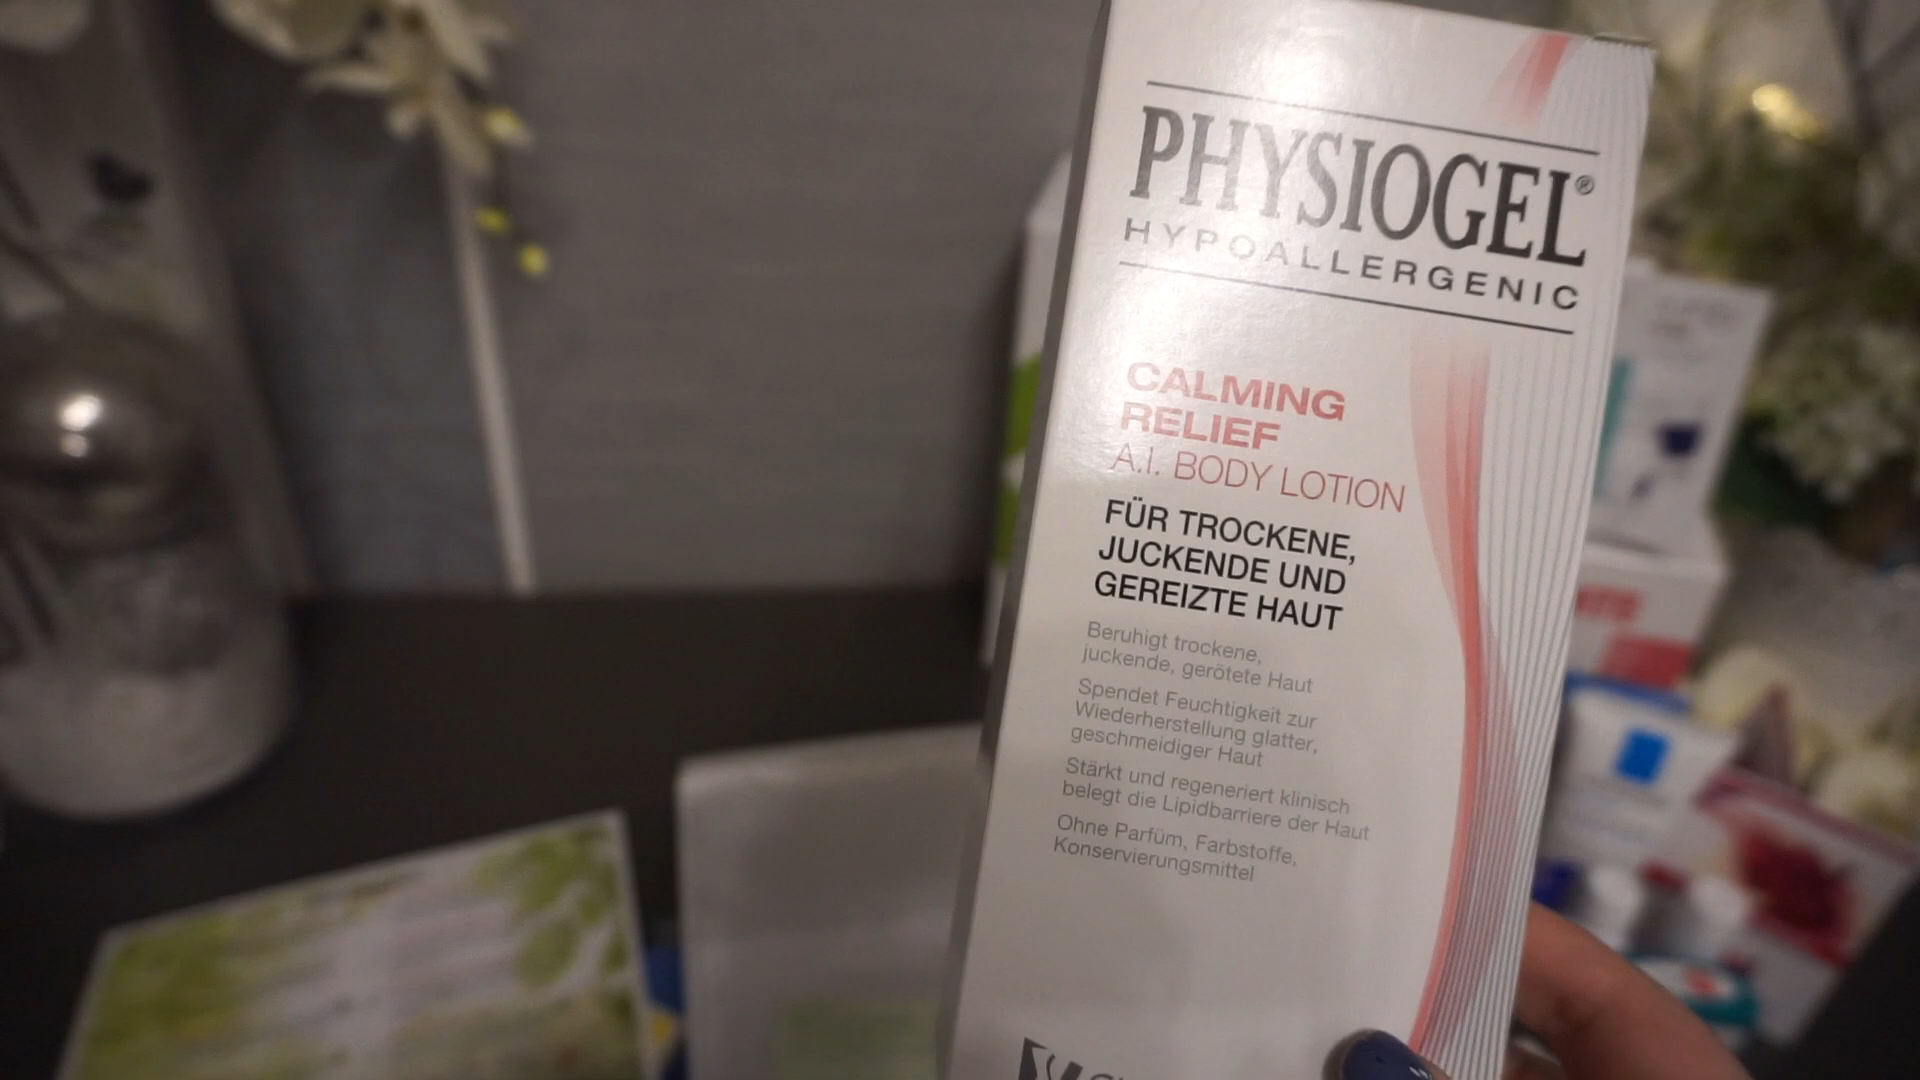 PHYSIOGEL®
HYPOALLERGENIC
CALMING
RELIEF
A.I. BODY LOTION
FÜR TROCKENE,
JUCKENDE UND
GEREIZTE HAUT
Beruhigt trockene,
juckende, gerötete Haut
Spendet Feuchtigkeit zur
Wiederherstellung glatter,
geschmeidiger Haut
Stärkt und regeneriert klinisch
belegt die Lipidbarriere der Haut
Ohne Parfüm, Farbstoffe,
Konservierungsmittel